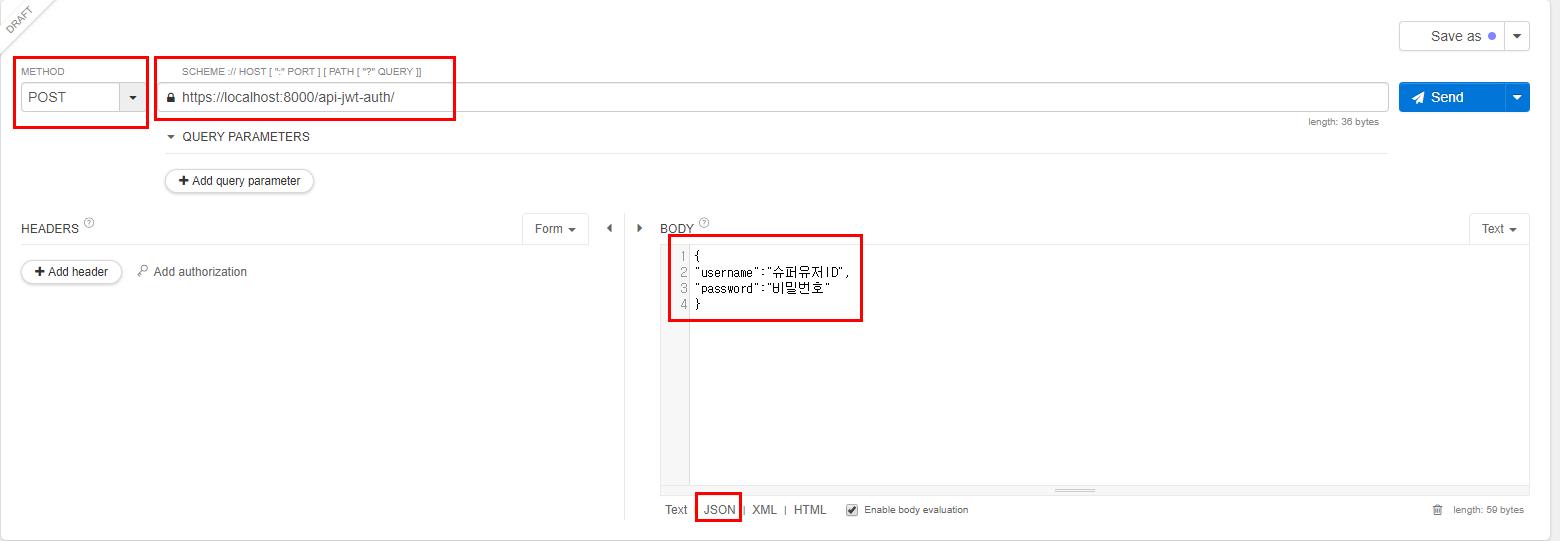 DRAFT
Save as
METHOD
SCHEME :// HOST [ ":" PORT ] [ PATH [ "?" QUERY ]]
POST
https://localhost:8000/api-jwt-auth/
Send
length: 36 bytes
QUERY PARAMETERS
+ Add query parameter
HEADERS ?
Form
BODY ?
Text
+ Add header
Add authorization
1 {
2 "username":"슈퍼유저ID",
3 "password":"비밀번호"
4 }
Text JSON | XML | HTML Enable body evaluation
length: 59 bytes